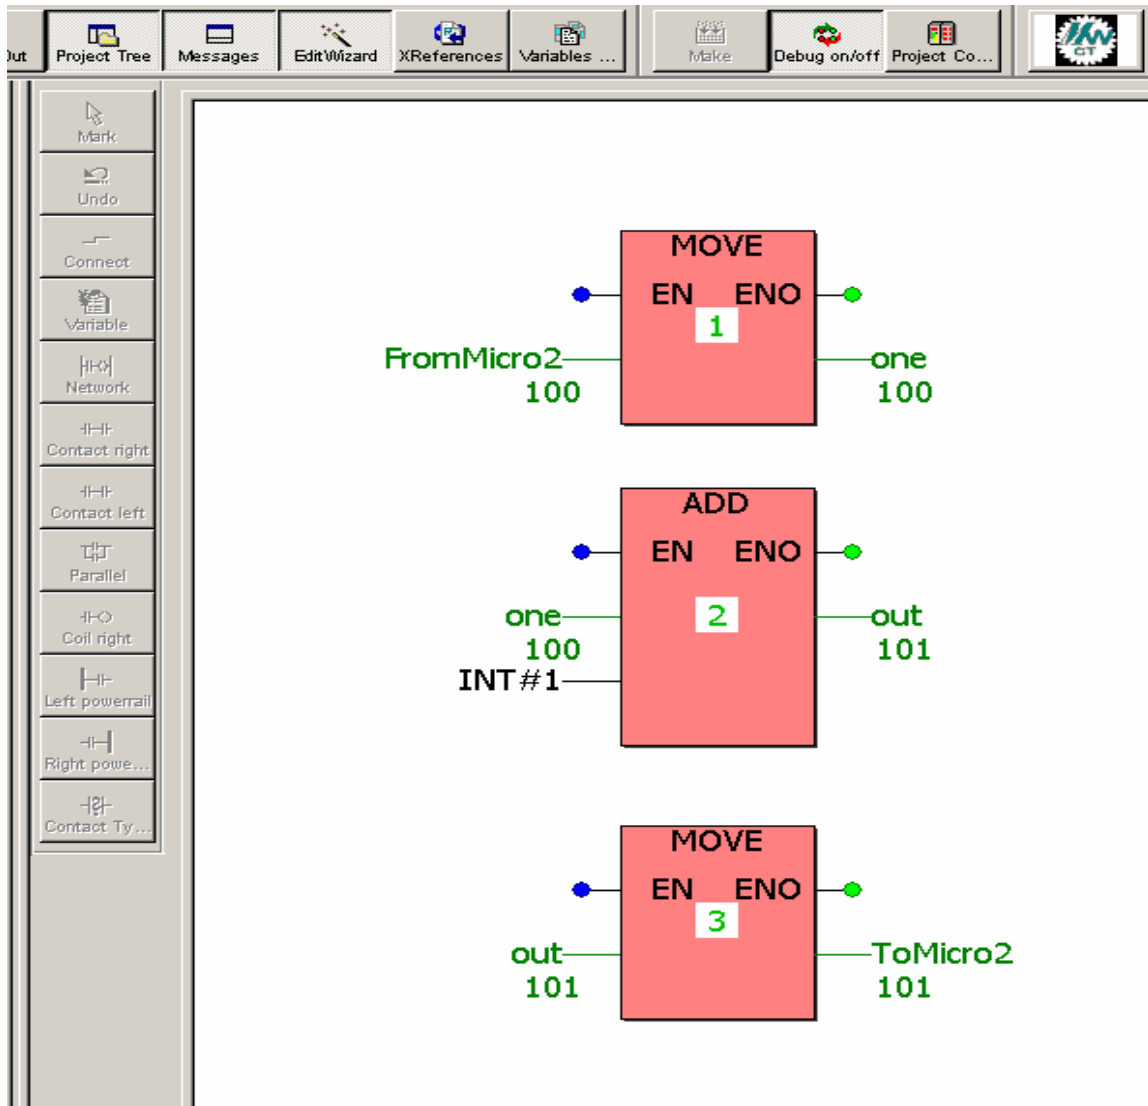 Out Project Tree Messages EditWizard XReferences Variables ... Make Debug on/off Project Co... GT
Mark
Undo
Connect
Variable
Network
Contact right
Contact left
Parallel
Coil right
Left powerrail
Right powe...
Contact Ty...
MOVE
EN ENO
1
FromMicro2 one
100 100
ADD
EN ENO
one 2 out
100 101
INT#1
MOVE
EN ENO
3
out ToMicro2
101 101